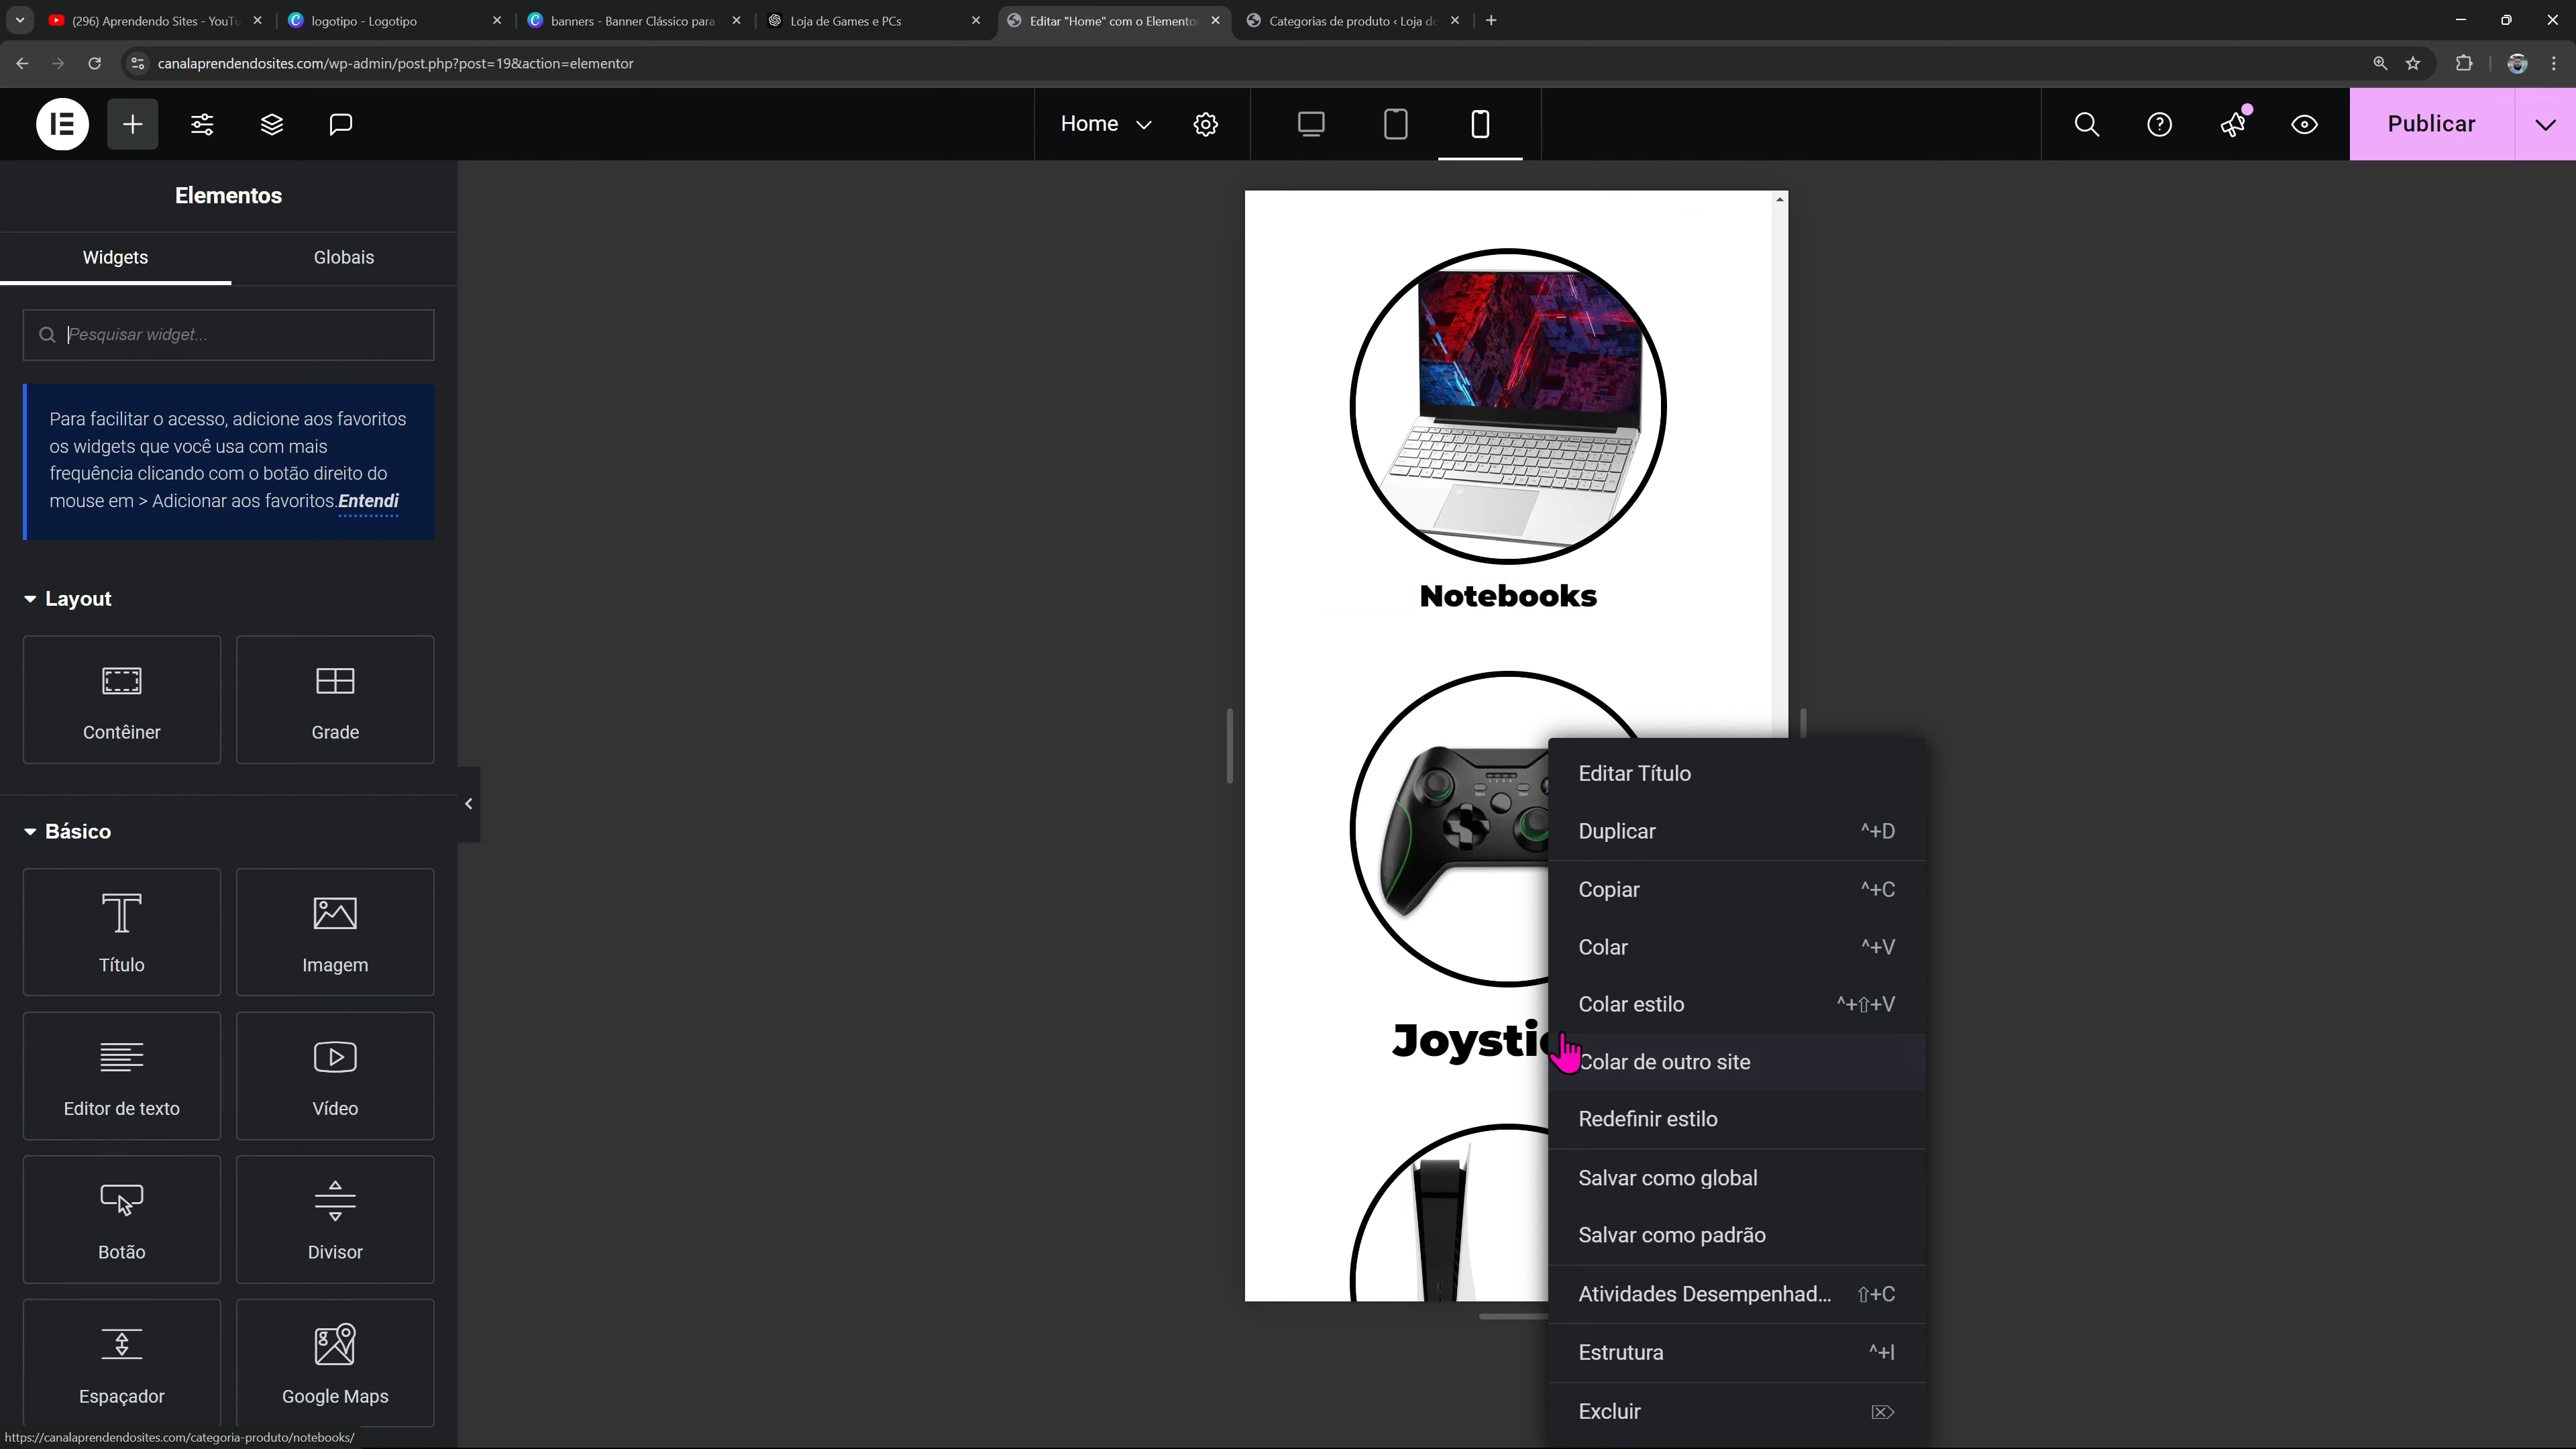 (296) Aprendendo Sites - YouTu
logotipo - Logotipo
banners - Banner Clássico para
Loja de Games e PCs
Editar "Home" com o Elemento
Categorias de produto ‹ Loja do
canalaprendendosites.com/wp-admin/post.php?post=19&action=elementor
Home
Publicar
Elementos
Widgets
Globais
Pesquisar widget...
Para facilitar o acesso, adicione aos favoritos
os widgets que você usa com mais
frequência clicando com o botão direito do
mouse em > Adicionar aos favoritos.Entendi
Layout
Contêiner
Grade
Básico
Título
Imagem
Editor de texto
Vídeo
Botão
Divisor
Espaçador
Google Maps
https://canalaprendendosites.com/categoria-produto/notebooks/
Notebooks
Joystic
Editar Título
Duplicar ^+D
Copiar ^+C
Colar ^+V
Colar estilo ^+⇧+V
Colar de outro site
Redefinir estilo
Salvar como global
Salvar como padrão
Atividades Desempenhad... ⇧+C
Estrutura ^+I
Excluir ⌦